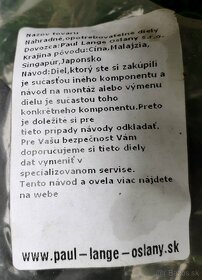 Názov tovaru
Náhradné,opotrebovateľné diely
Dovozca:Paul Lange Oslany s.r.o.
Krajina pôvodu:Čína,Malajzia,
Singapur,Japonsko
Návod:Diel,ktorý ste si zakúpili
je súčasťou iného komponentu a
návod na montáž alebo výmenu
dielu je súčasťou toho
konkrétneho komponentu.Preto
je doležité si pre
tieto prípady návody odkladať.
Pre Vašu bezpečnosť Vám
doporučujeme si tieto diely
dať vymeniť v
specializovanom servise.
Tento návod a ovela viac nájdete
na webe
www.paul-lange-oslany.sk